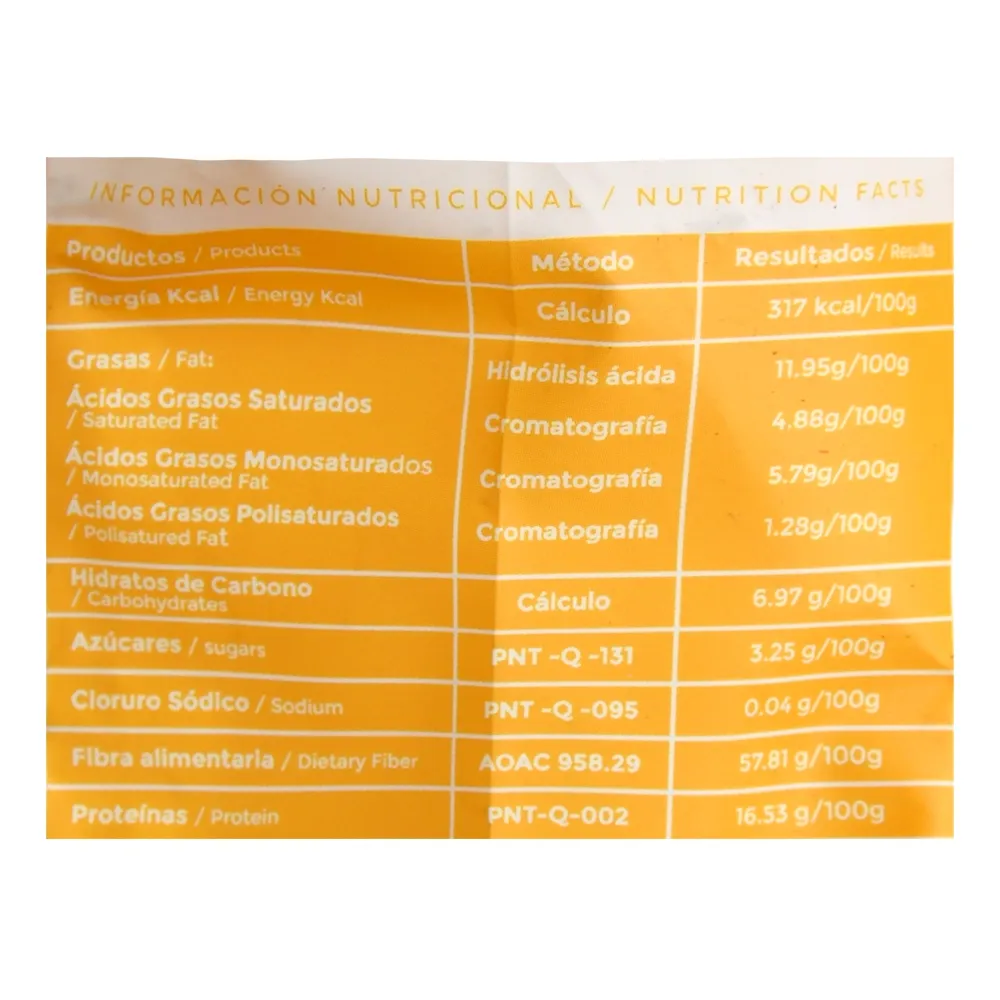 INFORMACIÓN NUTRICIONAL / NUTRITION FACTS
Productos / Products Método Resultados / Results
Energía Kcal / Energy Kcal Cálculo 317 kcal/100g
Grasas / Fat: Hidrólisis ácida 11.95g/100g
Ácidos Grasos Saturados
/ Saturated Fat Cromatografía 4.88g/100g
Ácidos Grasos Monosaturados
/ Monosaturated Fat Cromatografía 5.79g/100g
Ácidos Grasos Polisaturados
/ Polisatured Fat Cromatografía 1.28g/100g
Hidratos de Carbono
/ Carbohydrates Cálculo 6.97 g/100g
Azúcares / sugars PNT -Q -131 3.25 g/100g
Cloruro Sódico / Sodium PNT -Q -095 0.04 g/100g
Fibra alimentaria / Dietary Fiber AOAC 958.29 57.81 g/100g
Proteínas / Protein PNT-Q-002 16.53 g/100g